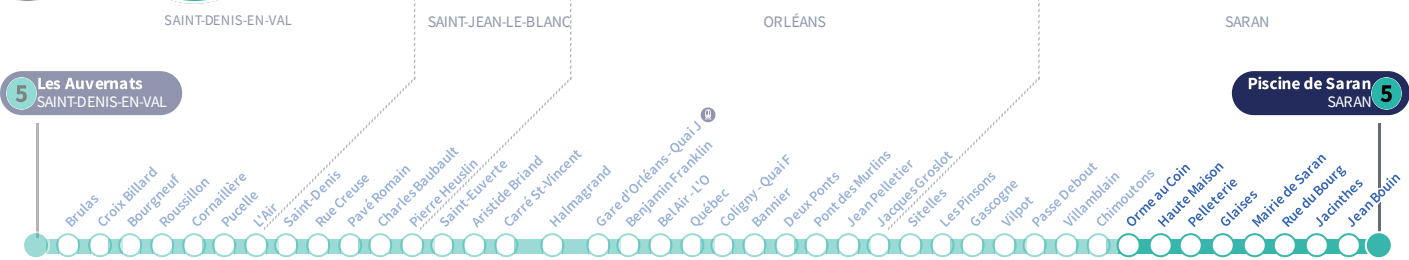 SAINT-DENIS-EN-VAL
SAINT-JEAN-LE-BLANC
ORLÉANS
SARAN
5
Les Auvernats
SAINT-DENIS-EN-VAL
Piscine de Saran
SARAN
5
Brulas
Croix Billard
Bourgneuf
Roussillon
Cornaillère
Pucelle
L'Air
Saint-Denis
Rue Creuse
Pavé Romain
Charles Baubault
Pierre Heuslin
Saint-Euverte
Aristide Briand
Carré St-Vincent
Halmagrand
Gare d'Orléans - Quai J
Benjamin Franklin
Bel Air - L'O
Québec
Coligny - Quai F
Bannier
Deux Ponts
Pont des Murlins
Jean Pelletier
Jacques Groslot
Sitelles
Les Pinsons
Gascogne
Vilpot
Passe Debout
Villamblain
Chimoutons
Orme au Coin
Haute Maison
Pelleterie
Glaises
Mairie de Saran
Rue du Bourg
Jacinthes
Jean Bouin